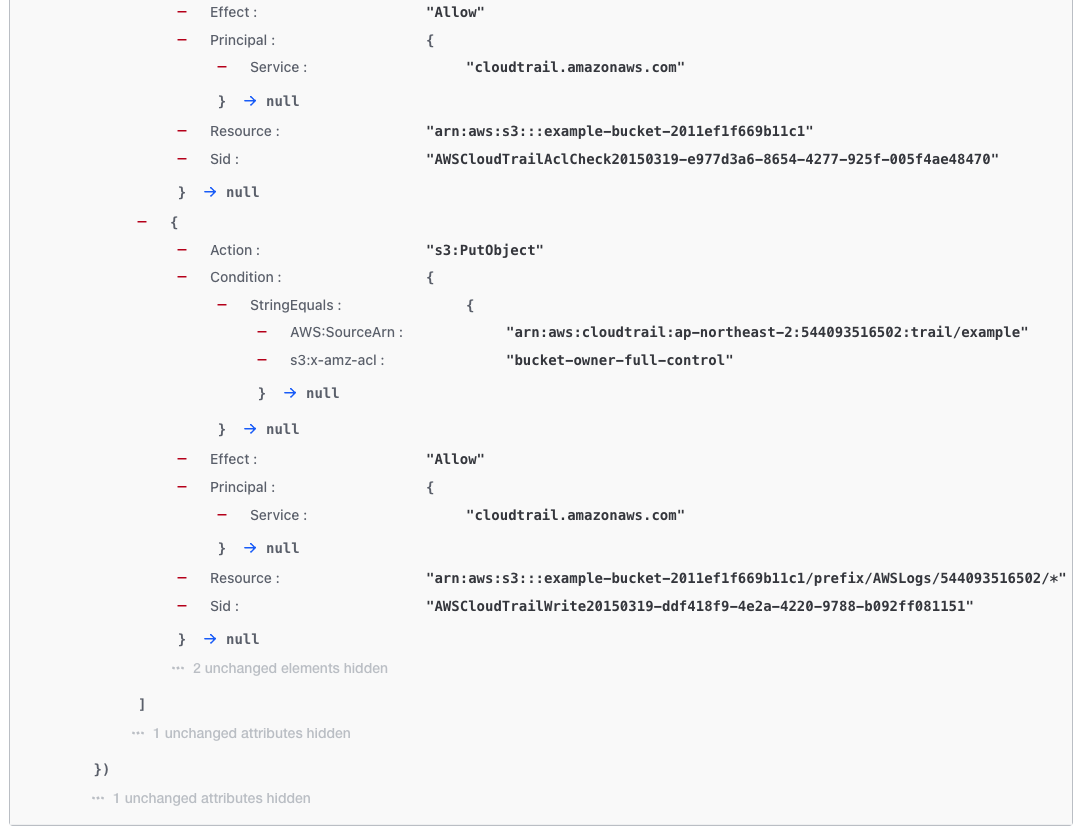 − Effect : "Allow"
− Principal : {
− Service : "cloudtrail.amazonaws.com"
} → null
− Resource : "arn:aws:s3:::example-bucket-2011ef1f669b11c1"
− Sid : "AWSCloudTrailAclCheck20150319-e977d3a6-8654-4277-925f-005f4ae48470"
} → null
− {
− Action : "s3:PutObject"
− Condition : {
− StringEquals : {
− AWS:SourceArn : "arn:aws:cloudtrail:ap-northeast-2:544093516502:trail/example"
− s3:x-amz-acl : "bucket-owner-full-control"
} → null
} → null
− Effect : "Allow"
− Principal : {
− Service : "cloudtrail.amazonaws.com"
} → null
− Resource : "arn:aws:s3:::example-bucket-2011ef1f669b11c1/prefix/AWSLogs/544093516502/*"
− Sid : "AWSCloudTrailWrite20150319-ddf418f9-4e2a-4220-9788-b092ff081151"
} → null
··· 2 unchanged elements hidden
]
··· 1 unchanged attributes hidden
})
··· 1 unchanged attributes hidden